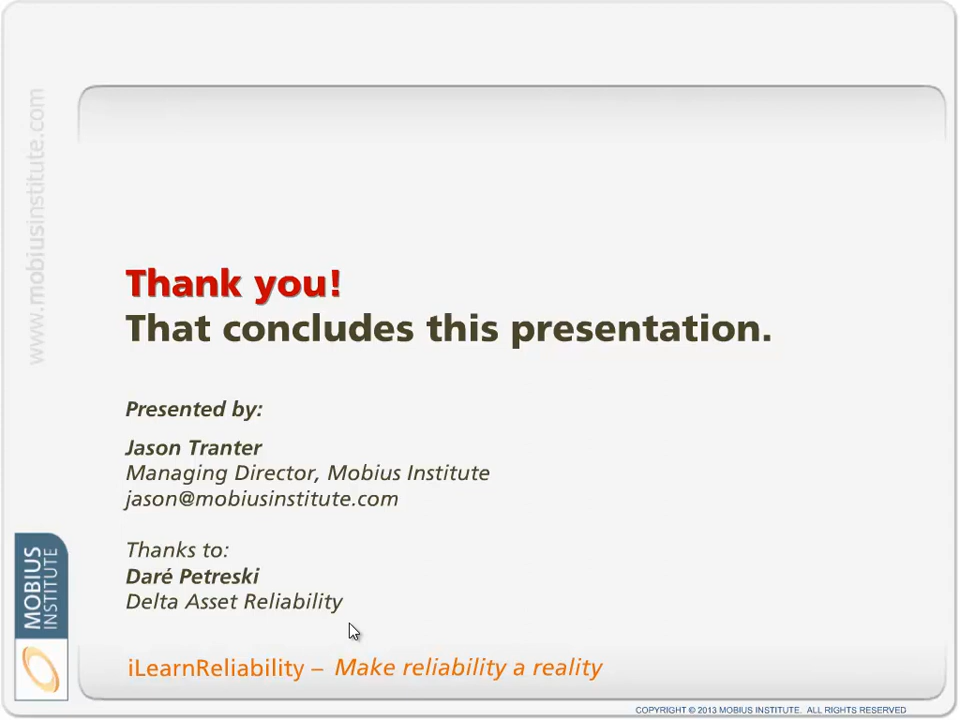 www.mobiusinstitute.com
Thank you!
That concludes this presentation.
Presented by:
Jason Tranter
Managing Director, Mobius Institute
jason@mobiusinstitute.com
Thanks to:
Daré Petreski
Delta Asset Reliability
MOBIUS
INSTITUTE
iLearnReliability – Make reliability a reality
COPYRIGHT © 2013 MOBIUS INSTITUTE. ALL RIGHTS RESERVED